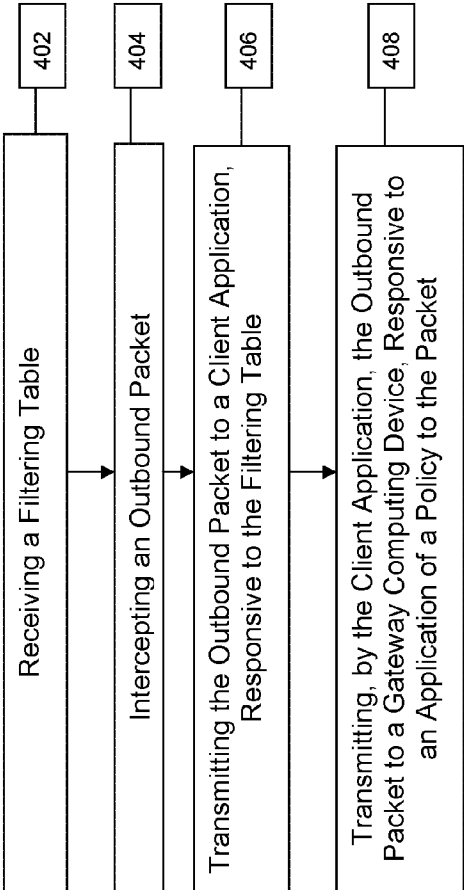 Receiving a Filtering Table
402
Intercepting an Outbound Packet
404
Transmitting the Outbound Packet to a Client Application,
Responsive to the Filtering Table
406
Transmitting, by the Client Application, the Outbound
Packet to a Gateway Computing Device, Responsive to
an Application of a Policy to the Packet
408